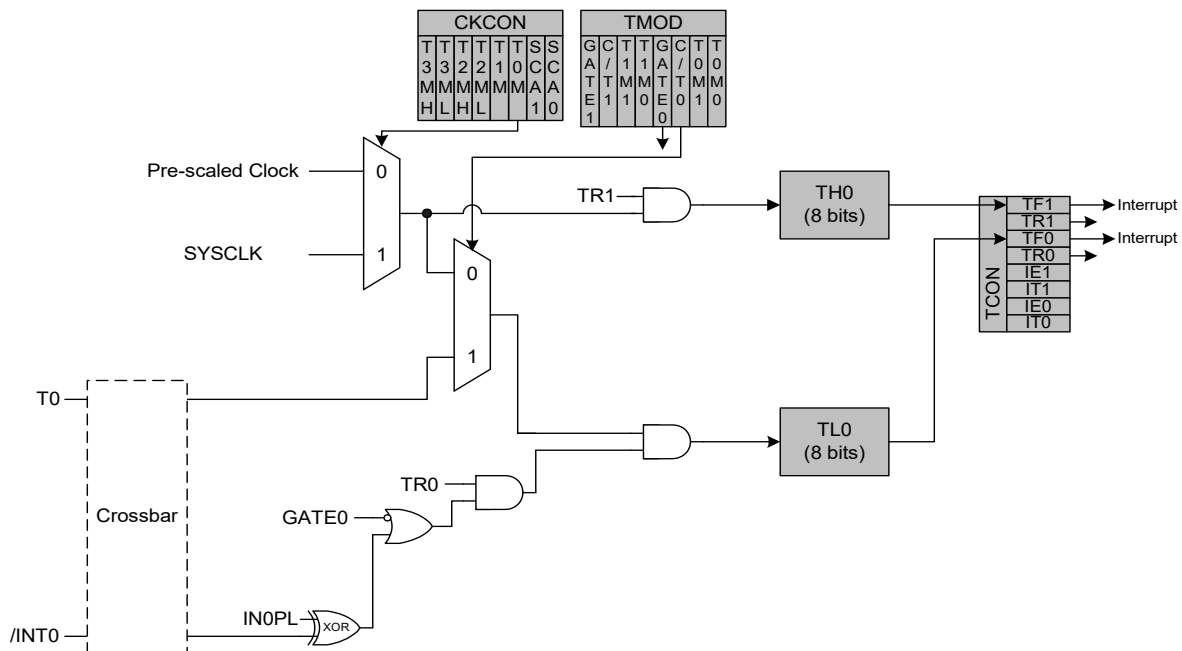 CKCON
TMOD
T3MH
T3ML
T2MH
T2ML
T1M
T0M
SCA1
SCA0
GATE1
C/T1
T1M1
T1M0
GATE0
C/T0
T0M1
T0M0
Pre-scaled Clock
0
SYSCLK
1
TR1
TH0
(8 bits)
TCON
TF1
TR1
TF0
TR0
IE1
IT1
IE0
IT0
Interrupt
Interrupt
0
1
T0
Crossbar
/INT0
TL0
(8 bits)
TR0
GATE0
IN0PL
XOR